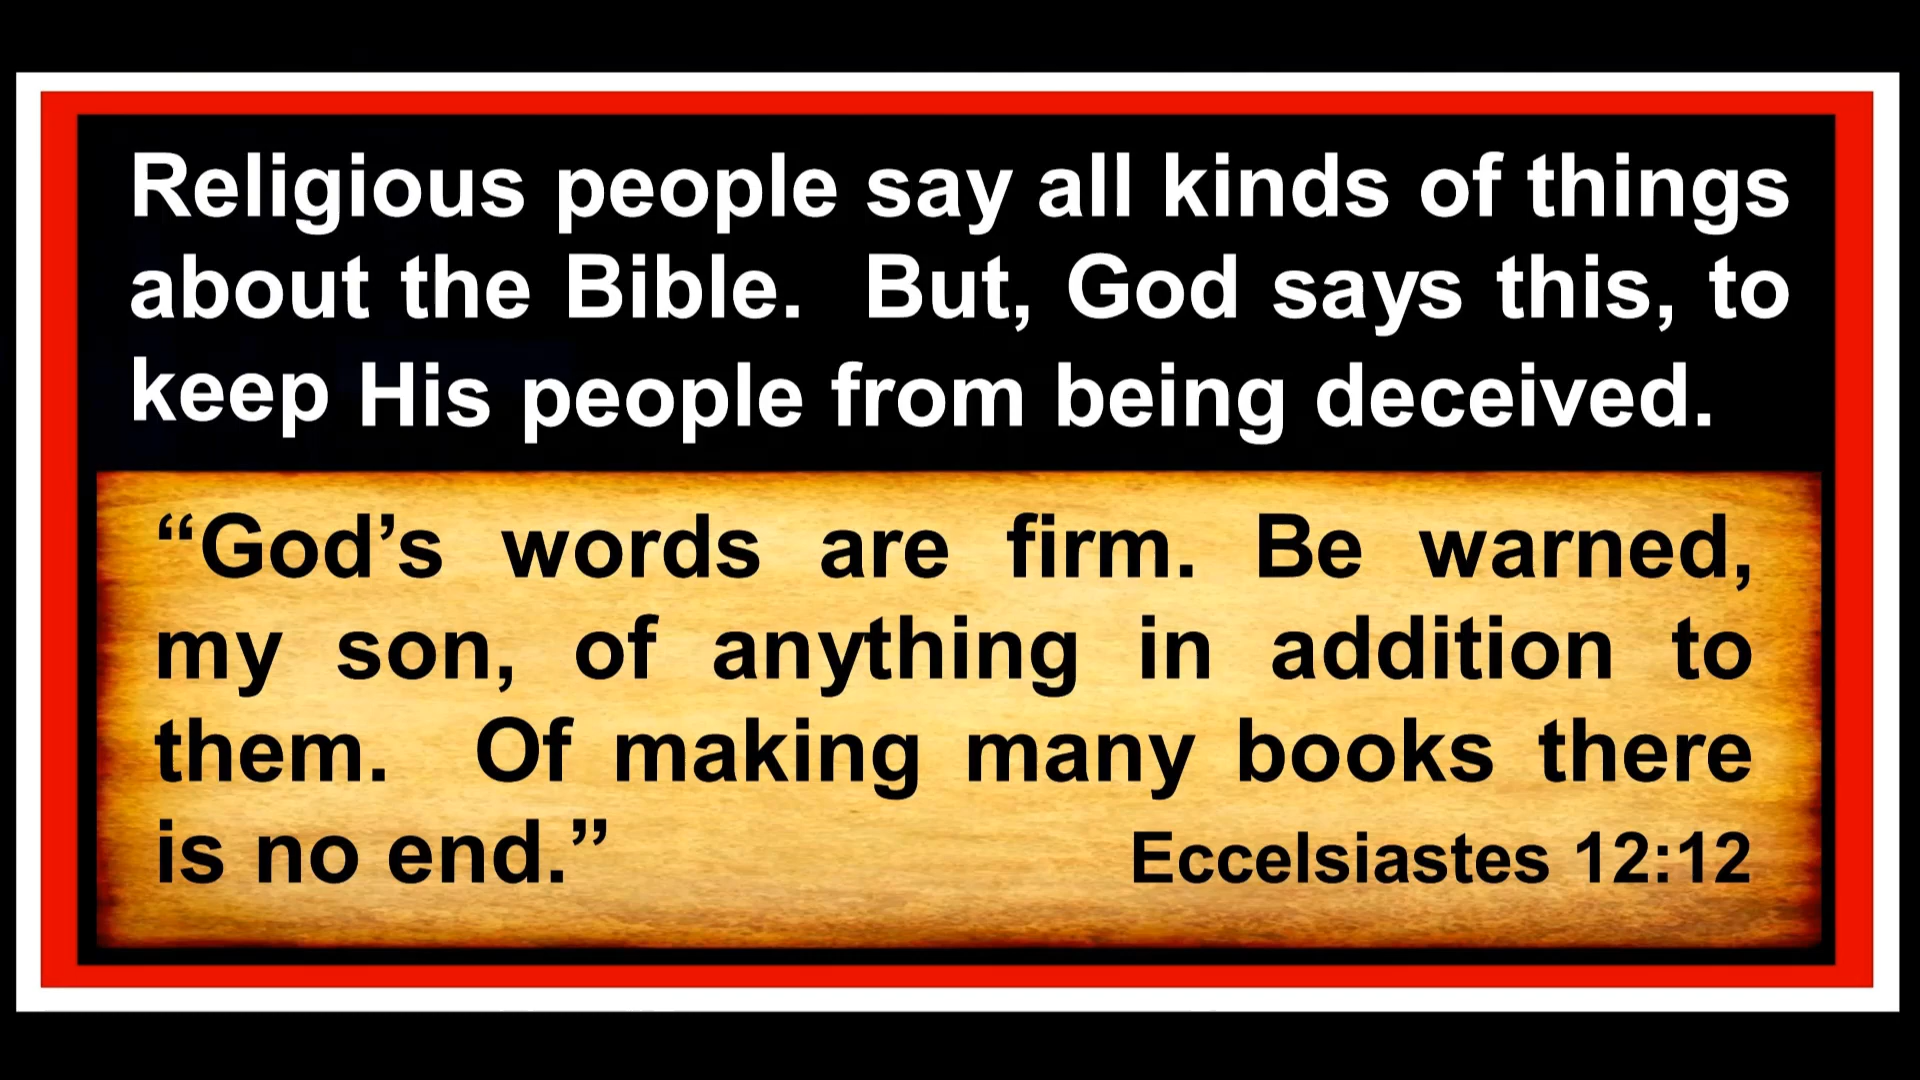 Religious people say all kinds of things
about the Bible.  But, God says this, to
keep His people from being deceived.
“God’s words are firm. Be warned,
my son, of anything in addition to
them.  Of making many books there
is no end.” Eccelsiastes 12:12